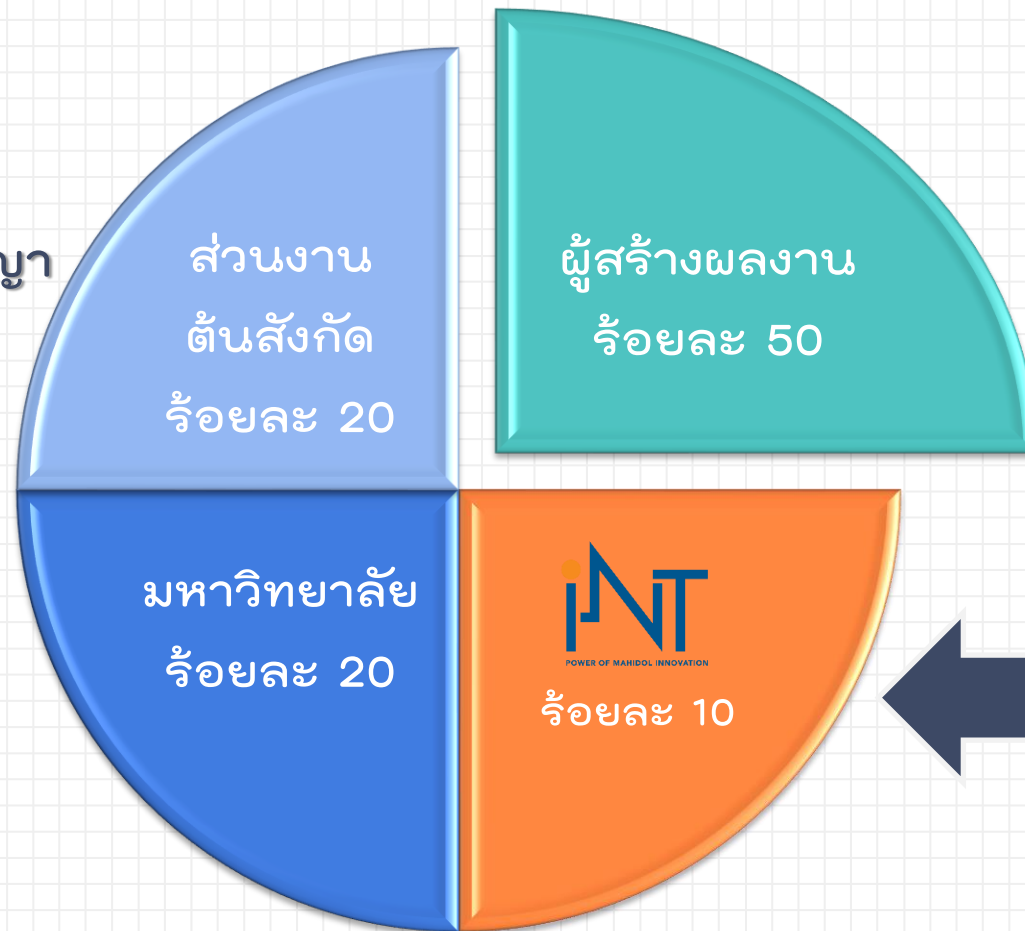 ส่วนงาน
ต้นสังกัด
ร้อยละ 20
ผู้สร้างผลงาน
ร้อยละ 50
มหาวิทยาลัย
ร้อยละ 20
iNT
POWER OF MAHIDOL INNOVATION
ร้อยละ 10